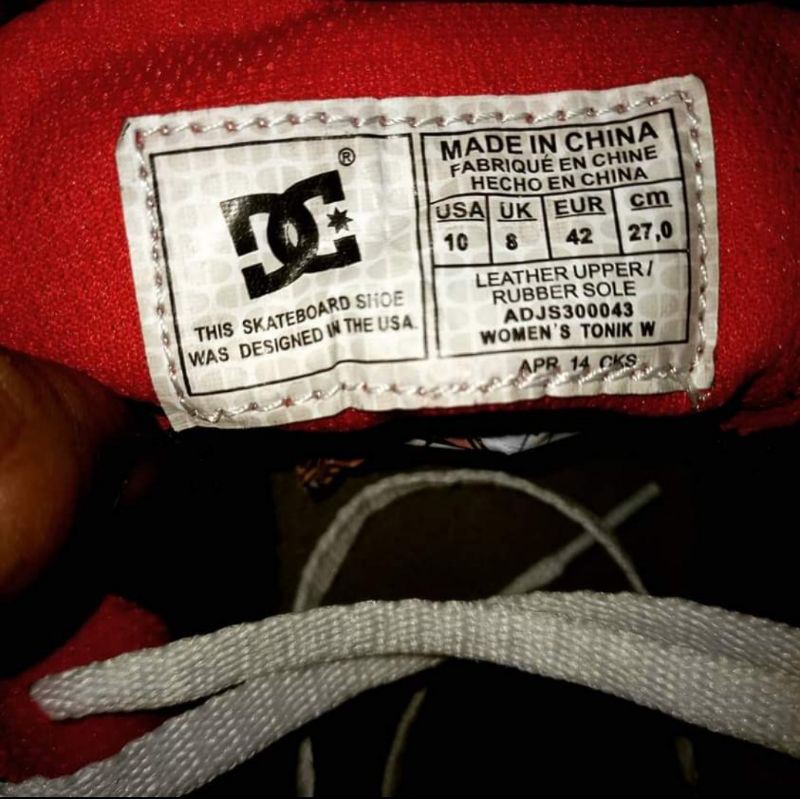 DC
®
THIS SKATEBOARD SHOE
WAS DESIGNED IN THE USA.
MADE IN CHINA
FABRIQUÉ EN CHINE
HECHO EN CHINA
USA UK EUR cm
10 8 42 27,0
LEATHER UPPER/
RUBBER SOLE
ADJS300043
WOMEN'S TONIK W
APR 14 CKS